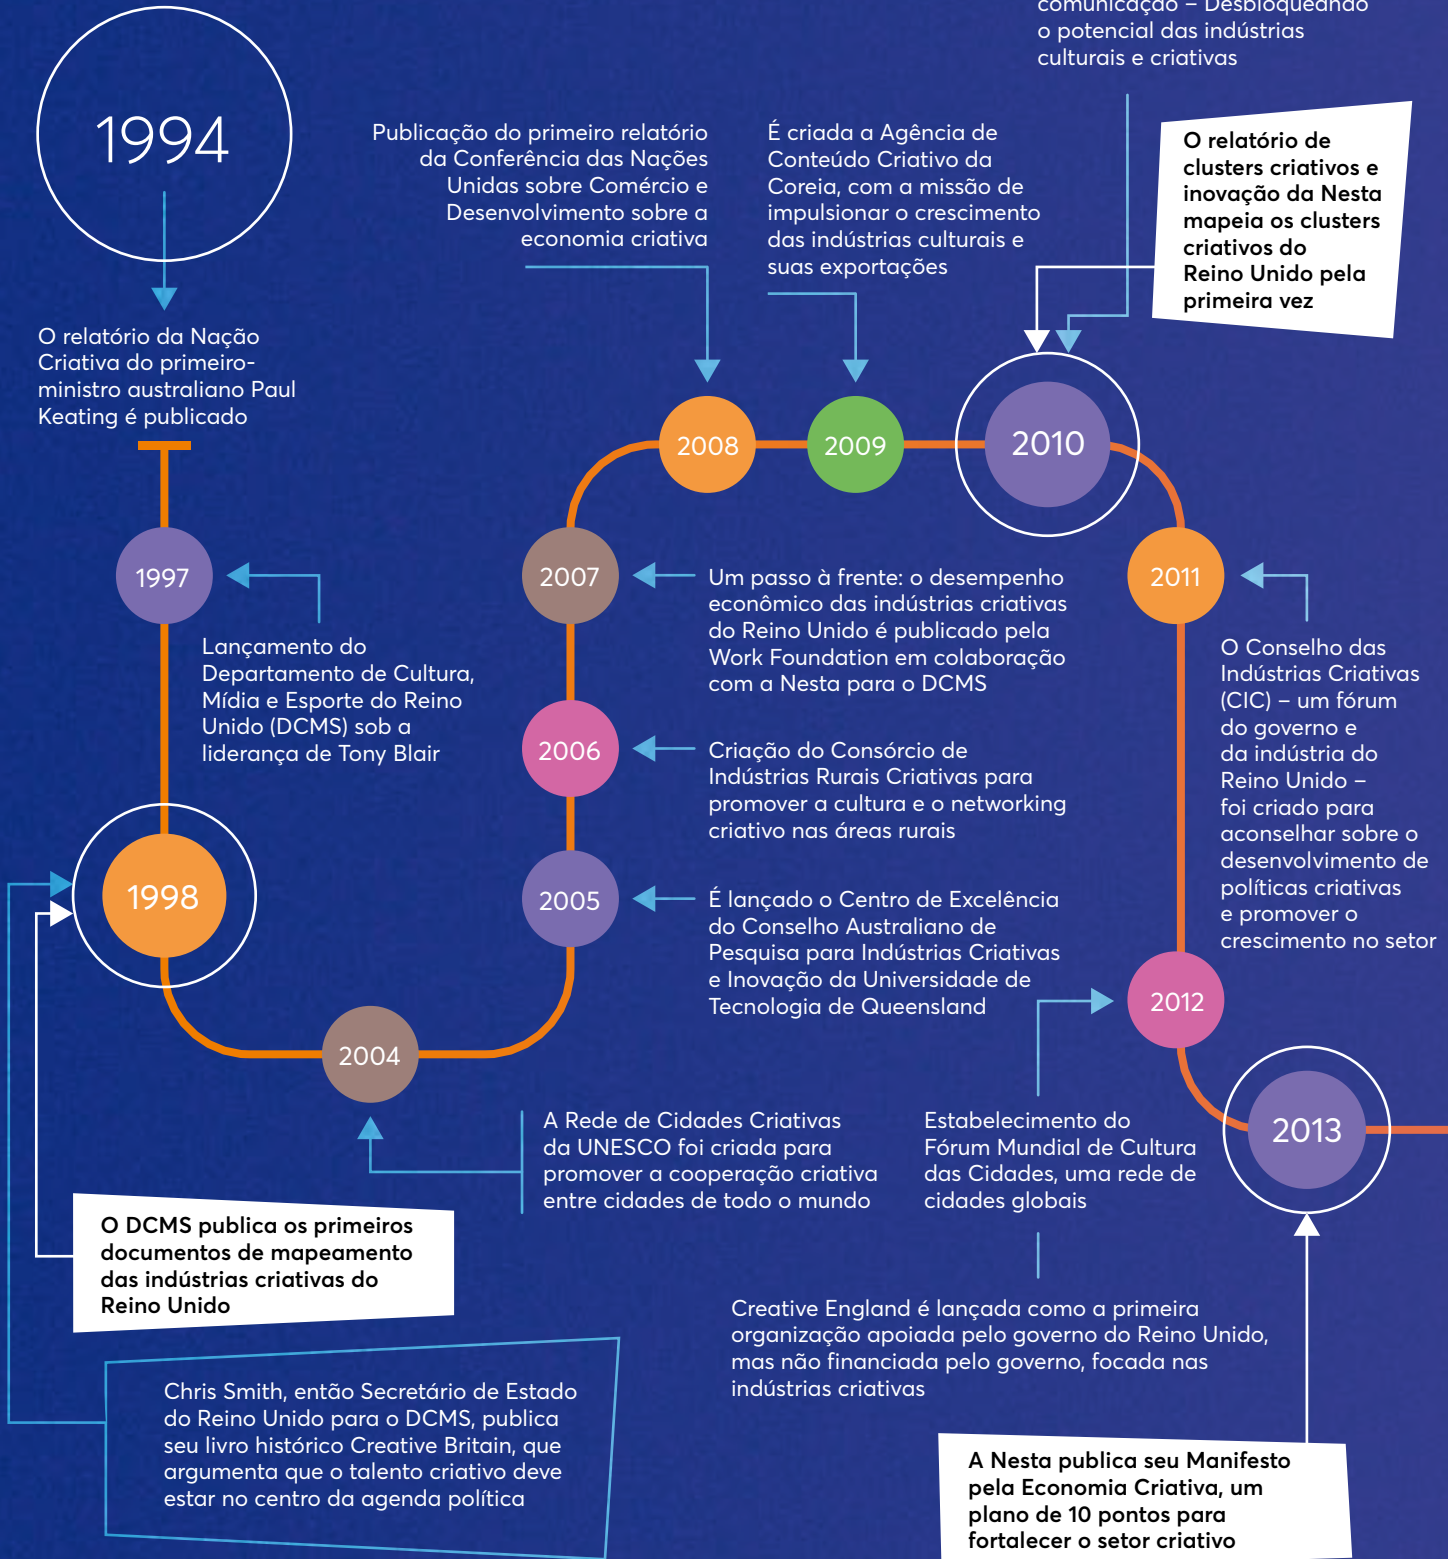 1994
O relatório da Nação
Criativa do primeiro-
ministro australiano Paul
Keating é publicado
1997
Lançamento do
Departamento de Cultura,
Mídia e Esporte do Reino
Unido (DCMS) sob a
liderança de Tony Blair
1998
O DCMS publica os primeiros
documentos de mapeamento
das indústrias criativas do
Reino Unido
Chris Smith, então Secretário de Estado
do Reino Unido para o DCMS, publica
seu livro histórico Creative Britain, que
argumenta que o talento criativo deve
estar no centro da agenda política
2004
A Rede de Cidades Criativas
da UNESCO foi criada para
promover a cooperação criativa
entre cidades de todo o mundo
2005
É lançado o Centro de Excelência
do Conselho Australiano de
Pesquisa para Indústrias Criativas
e Inovação da Universidade de
Tecnologia de Queensland
2006
Criação do Consórcio de
Indústrias Rurais Criativas para
promover a cultura e o networking
criativo nas áreas rurais
2007
Um passo à frente: o desempenho
econômico das indústrias criativas
do Reino Unido é publicado pela
Work Foundation em colaboração
com a Nesta para o DCMS
Publicação do primeiro relatório
da Conferência das Nações
Unidas sobre Comércio e
Desenvolvimento sobre a
economia criativa
2008
É criada a Agência de
Conteúdo Criativo da
Coreia, com a missão de
impulsionar o crescimento
das indústrias culturais e
suas exportações
2009
comunicação – Desbloqueando
o potencial das indústrias
culturais e criativas
O relatório de
clusters criativos e
inovação da Nesta
mapeia os clusters
criativos do
Reino Unido pela
primeira vez
2010
2011
O Conselho das
Indústrias Criativas
(CIC) – um fórum
do governo e
da indústria do
Reino Unido –
foi criado para
aconselhar sobre o
desenvolvimento de
políticas criativas
e promover o
crescimento no setor
2012
Estabelecimento do
Fórum Mundial de Cultura
das Cidades, uma rede de
cidades globais
Creative England é lançada como a primeira
organização apoiada pelo governo do Reino Unido,
mas não financiada pelo governo, focada nas
indústrias criativas
2013
A Nesta publica seu Manifesto
pela Economia Criativa, um
plano de 10 pontos para
fortalecer o setor criativo